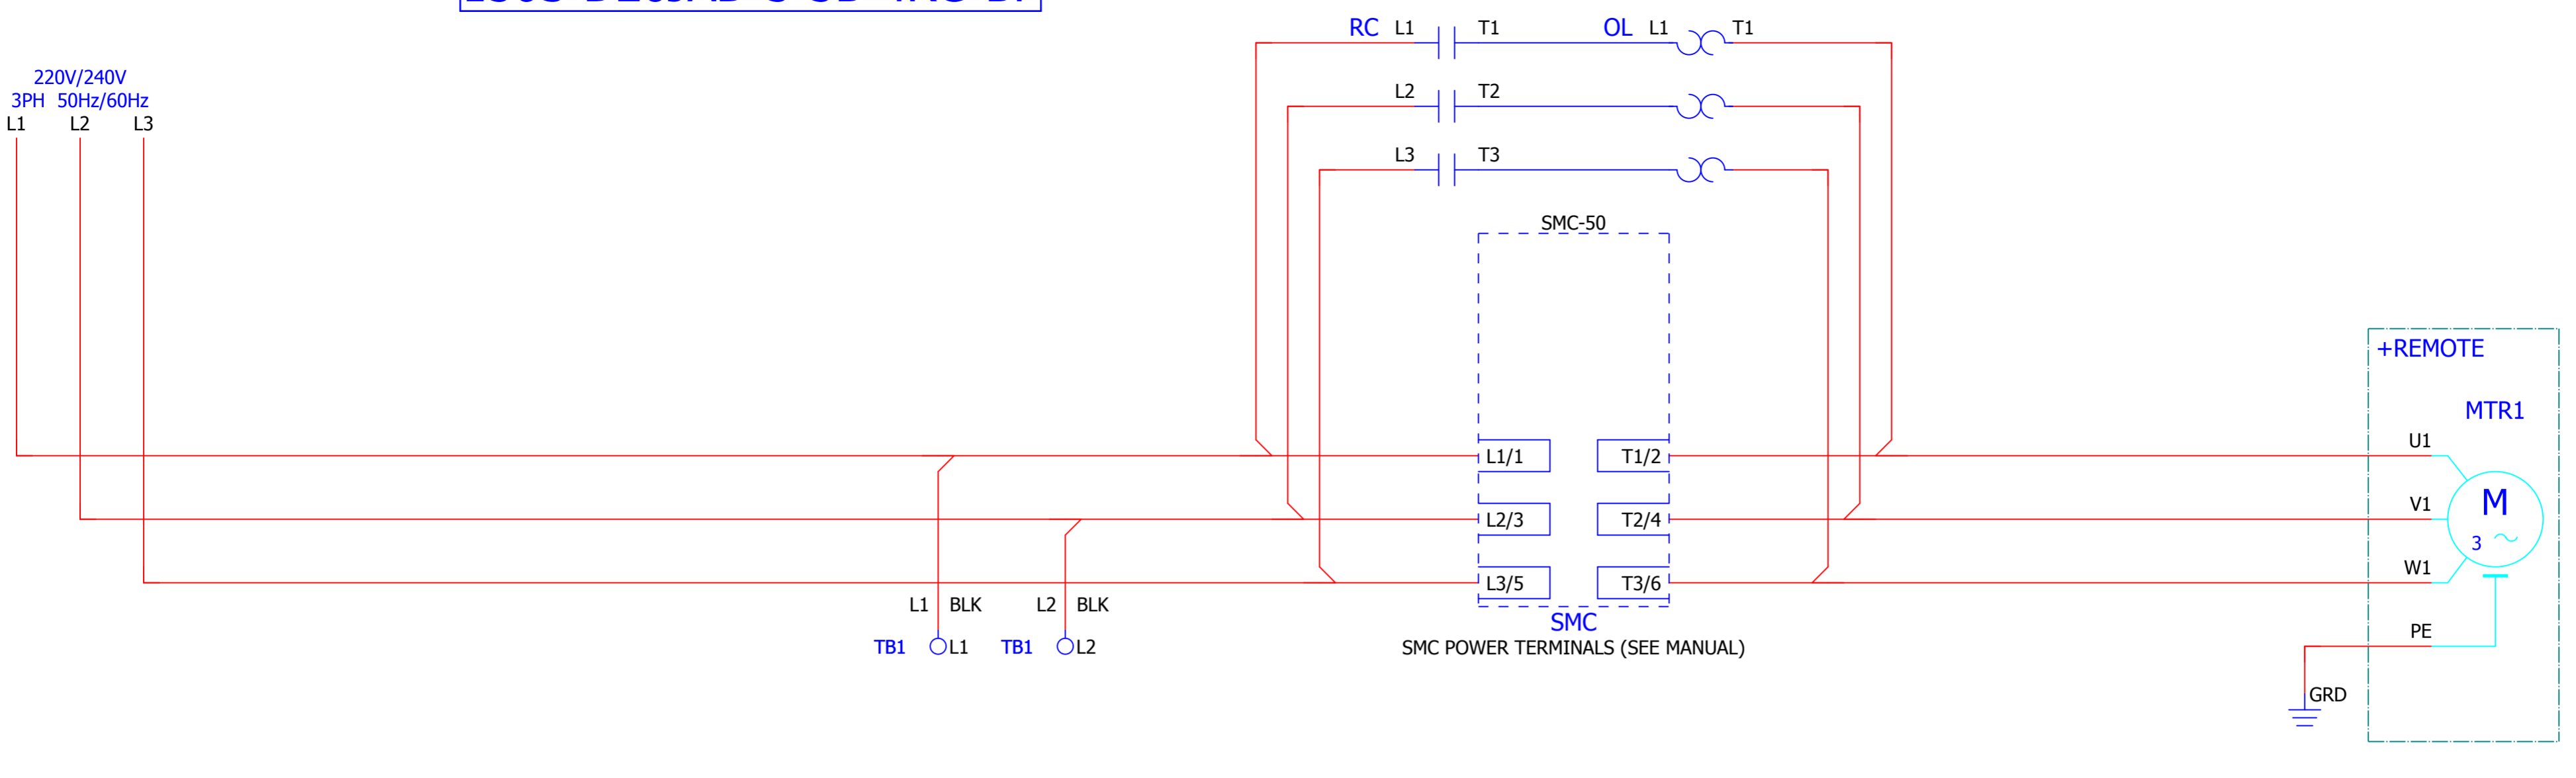 RC L1 T1 OL L1 T1
220V/240V
3PH 50Hz/60Hz
L1 L2 L3
L2 T2
L3 T3
SMC-50
+REMOTE
MTR1
L1/1 T1/2 U1
L2/3 T2/4 V1
M
3
L3/5 T3/6 W1
L1 BLK L2 BLK
SMC
TB1 L1 TB1 L2
SMC POWER TERMINALS (SEE MANUAL)
PE
GRD